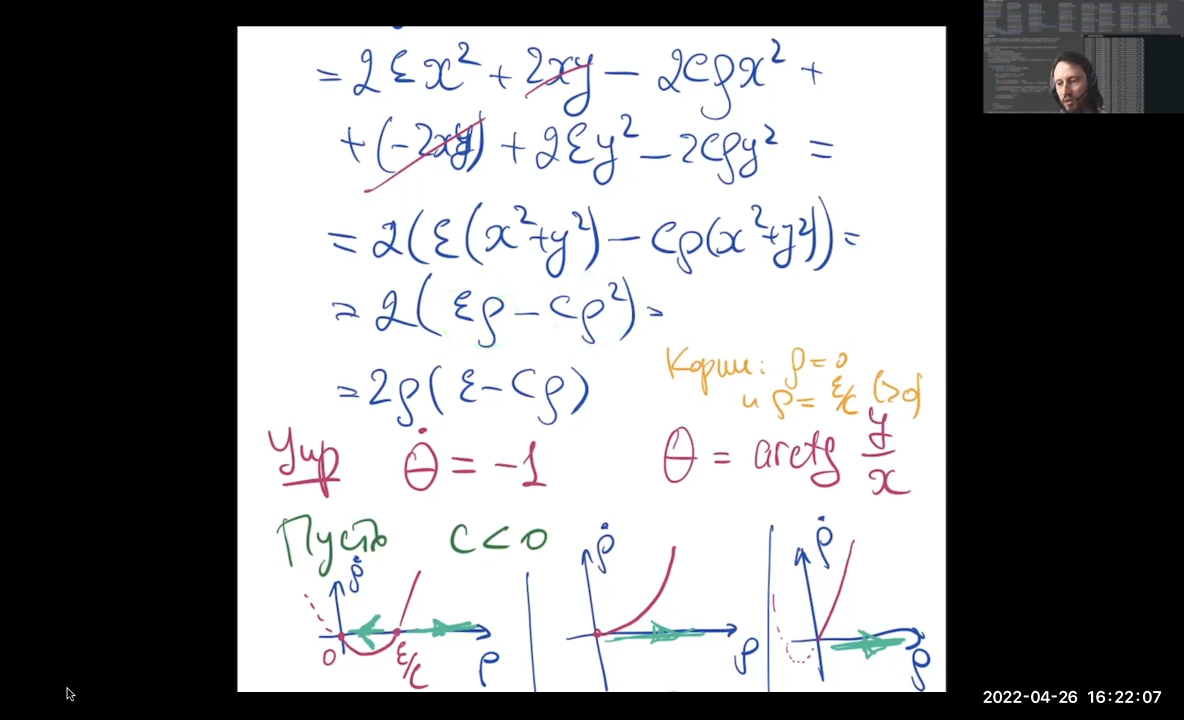 = 2εx² + 2xy − 2cρx² +
+ (−2xy) + 2εy² − 2cρy² =
= 2(ε(x²+y²) − cρ(x²+y²)) =
= 2(ερ − cρ²) =
= 2ρ(ε − cρ)
Корни: ρ = 0
и ρ = ε/c (>0)
Упр θ̇ = −1 θ = arctg y/x
Пусть c < 0
ρ̇ ρ̇ ρ̇
0 ε/c ρ ρ ρ
2022-04-26 16:22:07